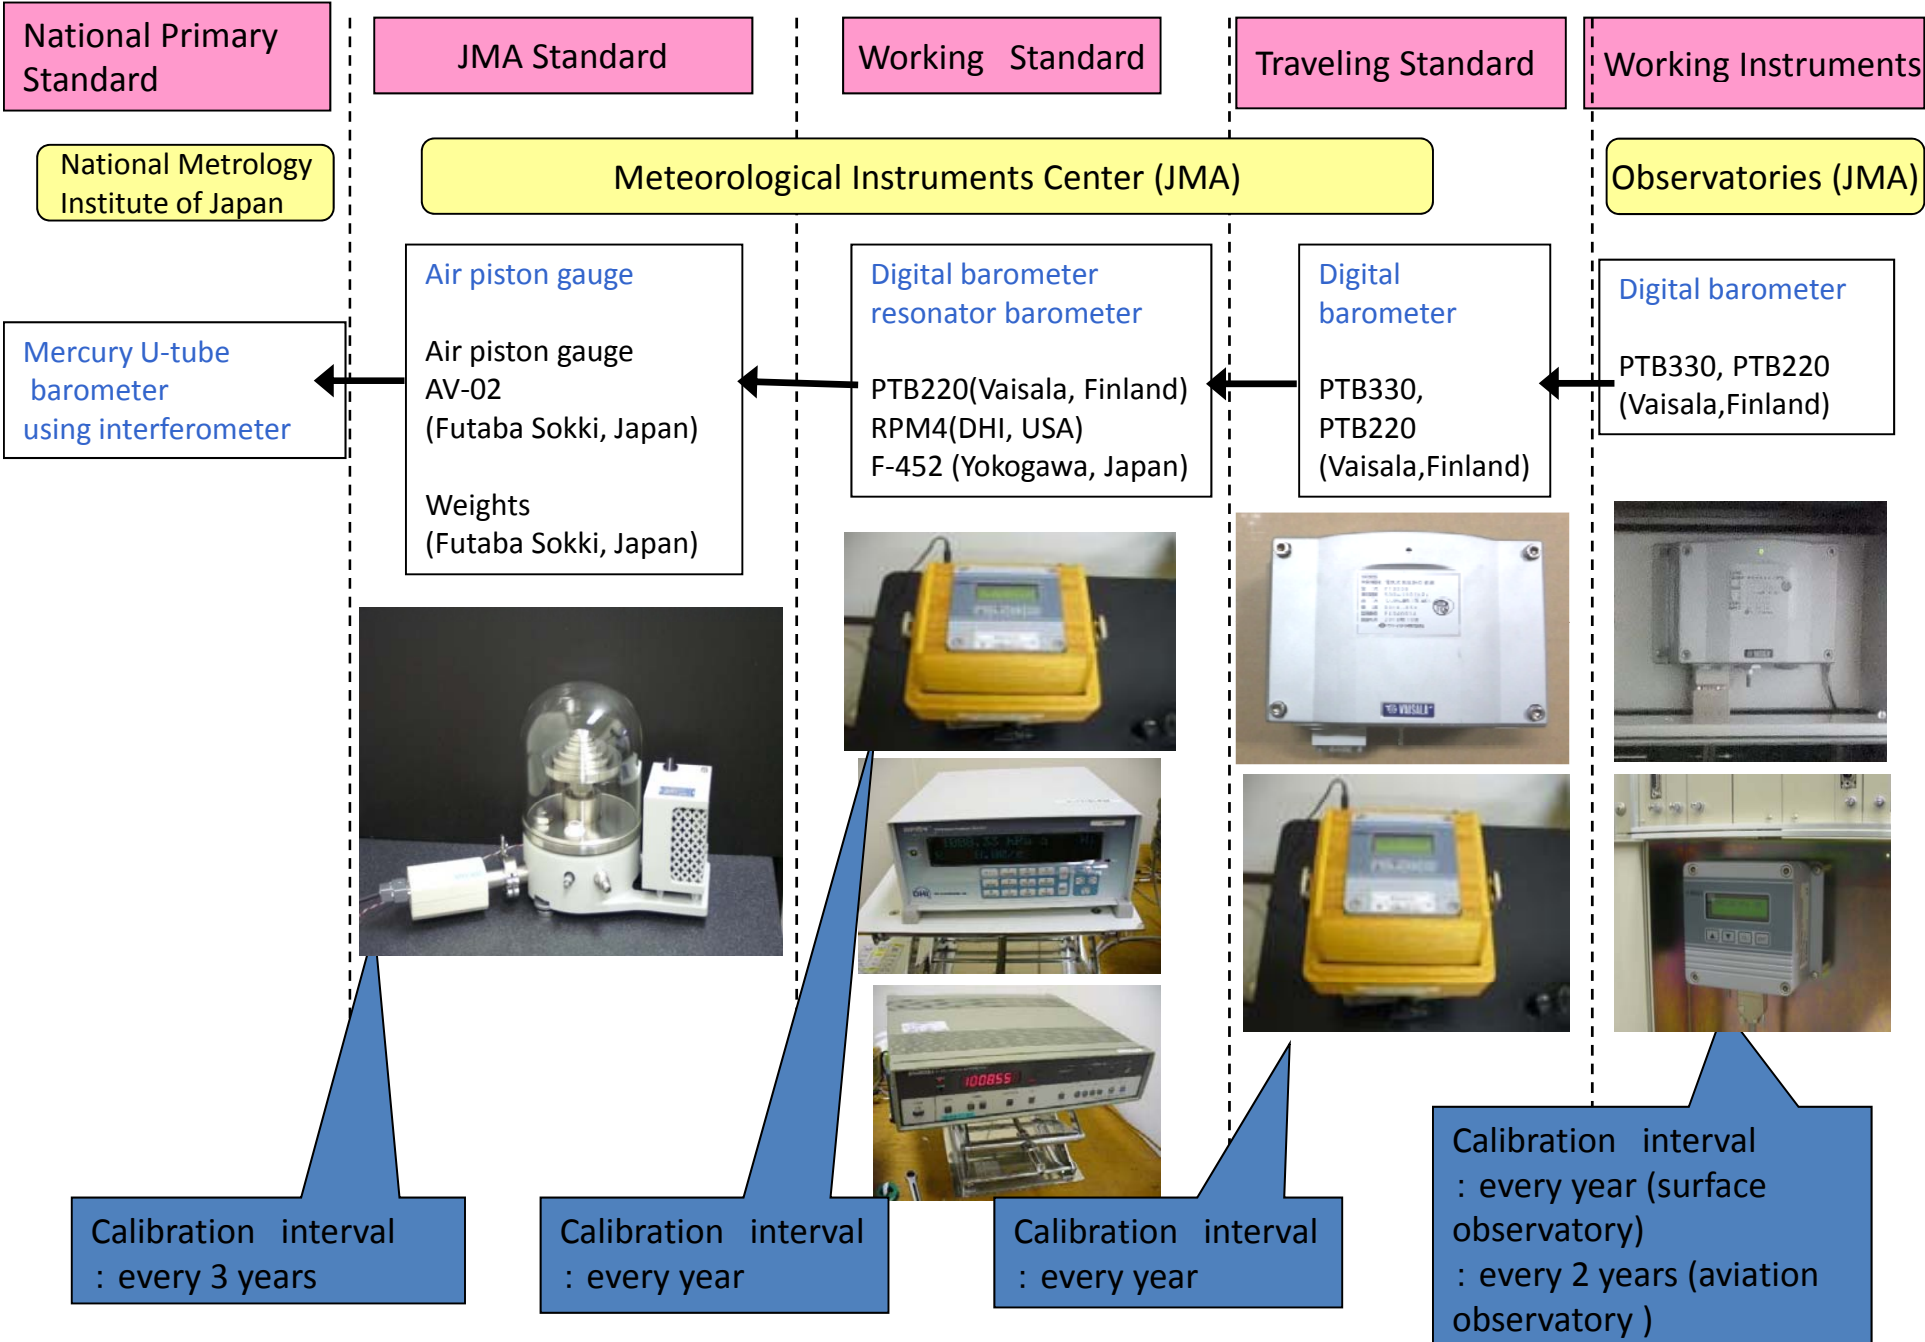 National Primary
Standard
JMA Standard
Working Standard
Traveling Standard
Working Instruments
National Metrology
Institute of Japan
Meteorological Instruments Center (JMA)
Observatories (JMA)
Mercury U-tube
barometer
using interferometer
Air piston gauge
Air piston gauge
AV-02
(Futaba Sokki, Japan)
Weights
(Futaba Sokki, Japan)
Digital barometer
resonator barometer
PTB220(Vaisala, Finland)
RPM4(DHI, USA)
F-452 (Yokogawa, Japan)
Digital
barometer
PTB330,
PTB220
(Vaisala,Finland)
Digital barometer
PTB330, PTB220
(Vaisala,Finland)
VAISALA
DHI
100855
Calibration interval
: every 3 years
Calibration interval
: every year
Calibration interval
: every year
Calibration interval
: every year (surface
observatory)
: every 2 years (aviation
observatory )